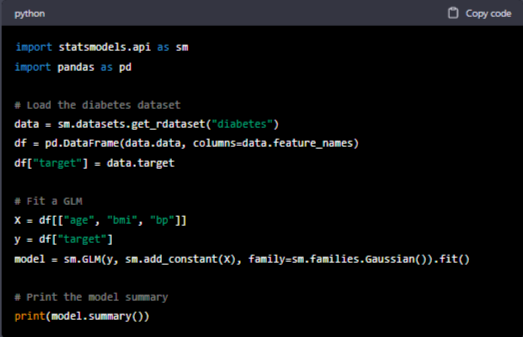 python
Copy code
import statsmodels.api as sm
import pandas as pd
# Load the diabetes dataset
data = sm.datasets.get_rdataset("diabetes")
df = pd.DataFrame(data.data, columns=data.feature_names)
df["target"] = data.target
# Fit a GLM
X = df[["age", "bmi", "bp"]]
y = df["target"]
model = sm.GLM(y, sm.add_constant(X), family=sm.families.Gaussian()).fit()
# Print the model summary
print(model.summary())